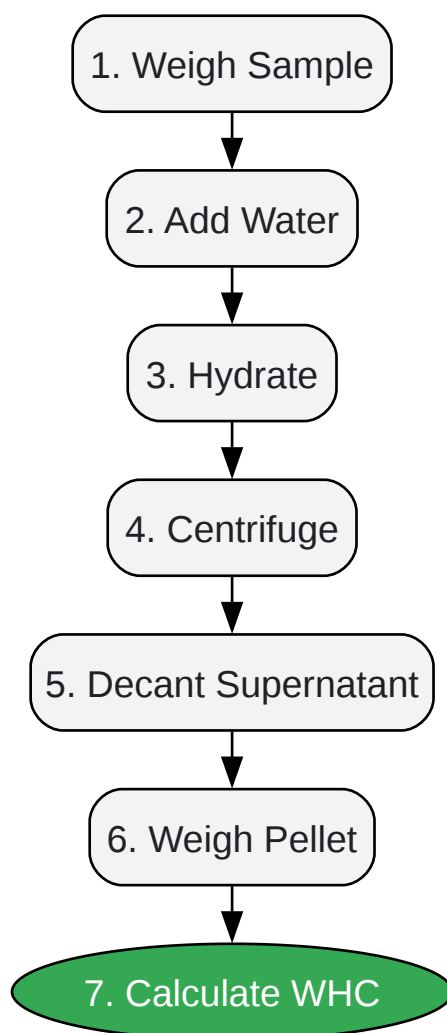 1. Weigh Sample
2. Add Water
3. Hydrate
4. Centrifuge
5. Decant Supernatant
6. Weigh Pellet
7. Calculate WHC